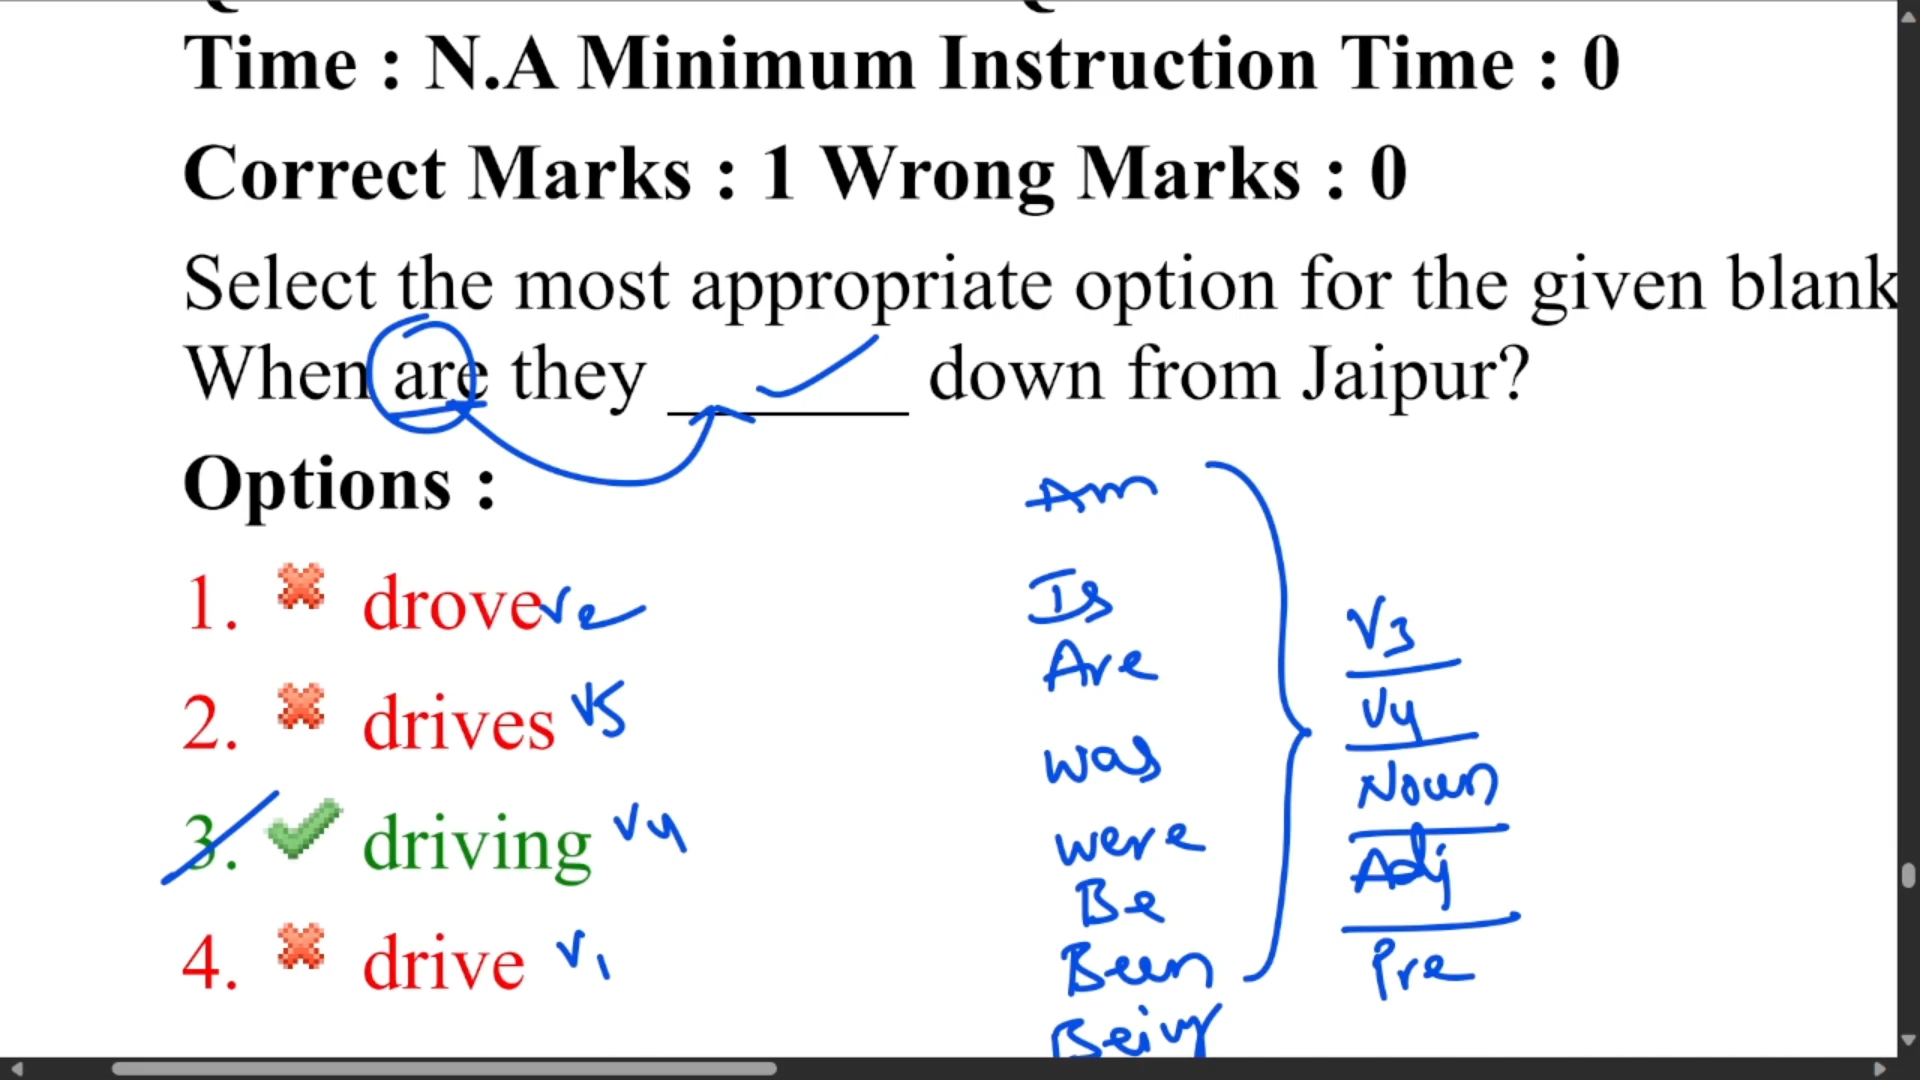 Time : N.A Minimum Instruction Time : 0
Correct Marks : 1 Wrong Marks : 0
Select the most appropriate option for the given blank
When are they ______ down from Jaipur?
Options :
1. drove V2
2. drives V5
3. driving V4
4. drive V1
Am
Is
Are
was
were
Be
Been
Being
V3
V4
Noun
Adj
Pre